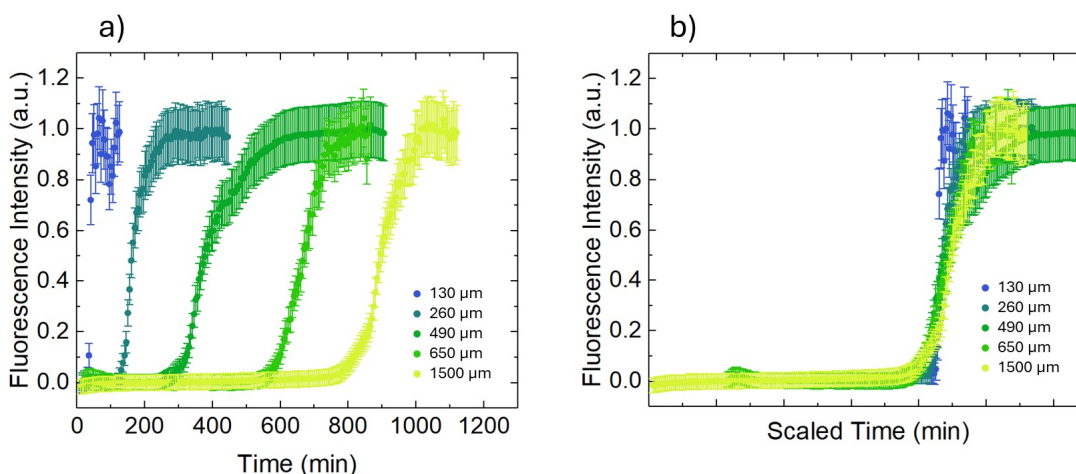 a)
Fluorescence Intensity (a.u.)
1.2
1.0
0.8
0.6
0.4
0.2
0.0
130 µm
260 µm
490 µm
650 µm
1500 µm
0 200 400 600 800 1000 1200
Time (min)
b)
Fluorescence Intensity (a.u.)
1.2
1.0
0.8
0.6
0.4
0.2
0.0
130 µm
260 µm
490 µm
650 µm
1500 µm
Scaled Time (min)